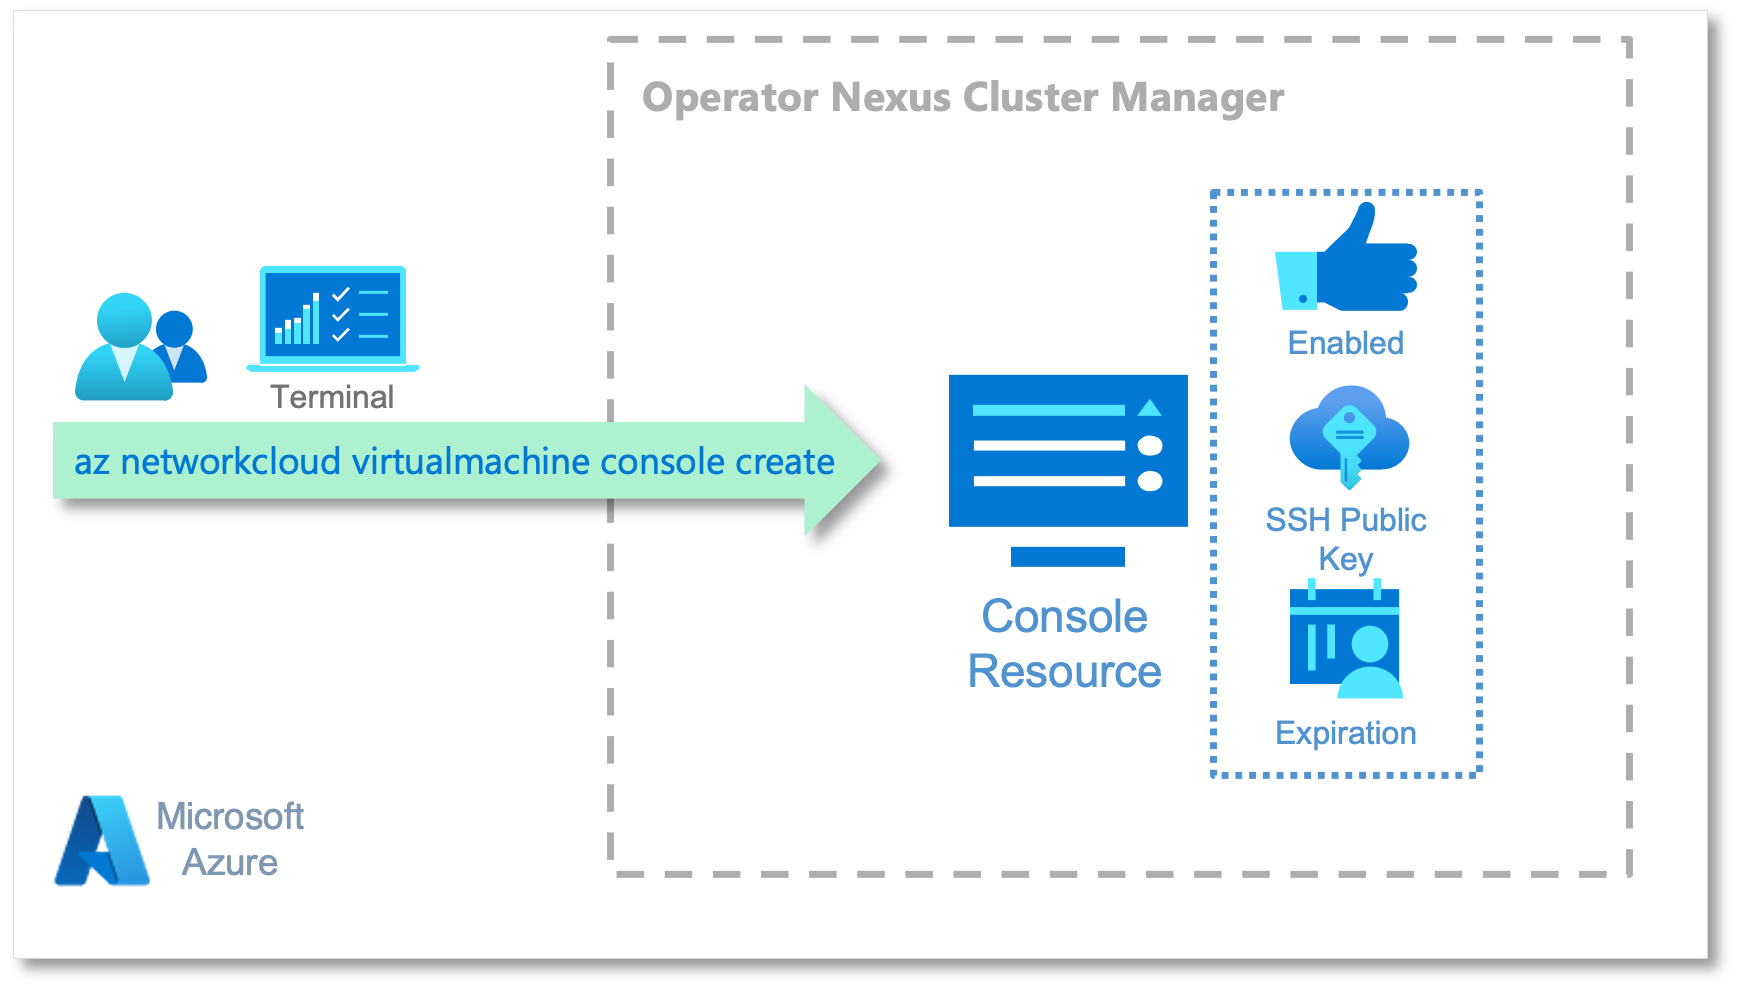 Operator Nexus Cluster Manager
Terminal
az networkcloud virtualmachine console create
Console
Resource
Enabled
SSH Public
Key
Expiration
Microsoft
Azure